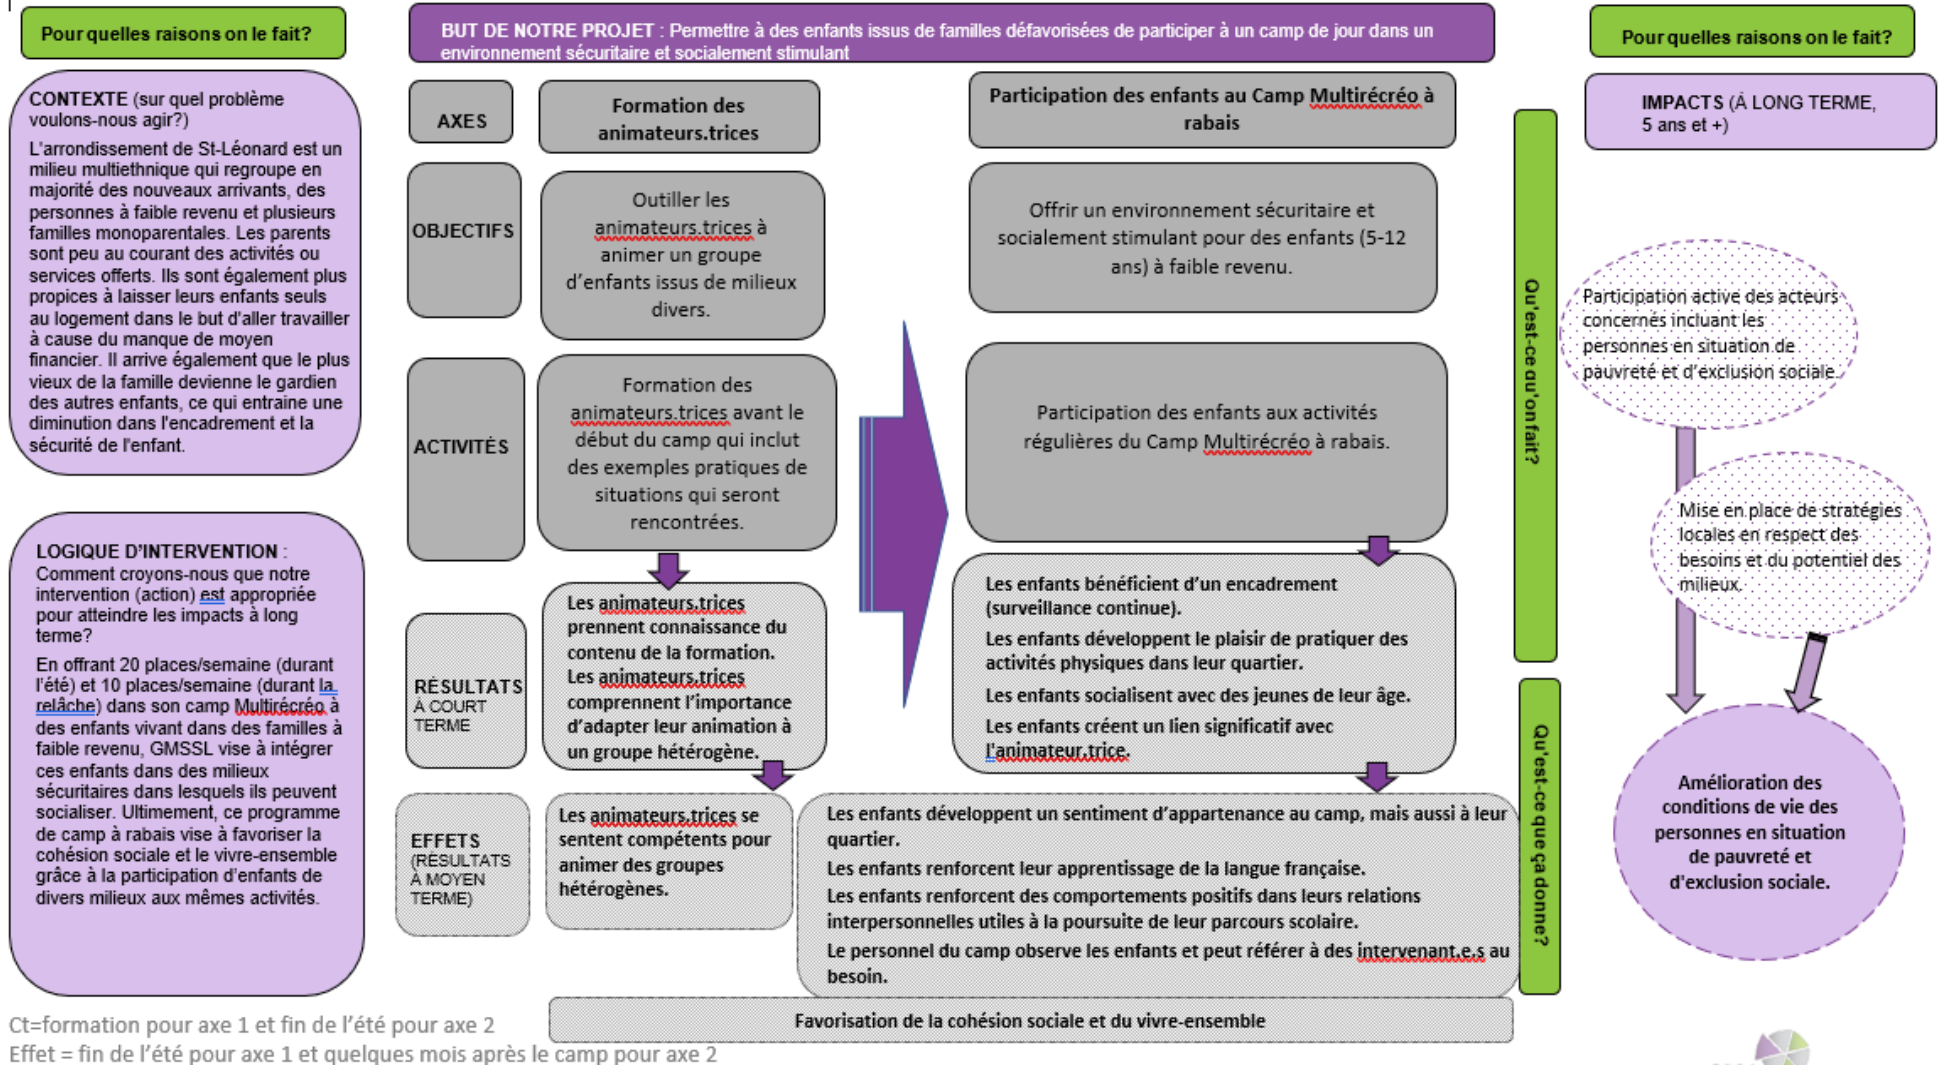 Pour quelles raisons on le fait?
CONTEXTE (sur quel problème
voulons-nous agir?)
L'arrondissement de St-Léonard est un
milieu multiethnique qui regroupe en
majorité des nouveaux arrivants, des
personnes à faible revenu et plusieurs
familles monoparentales. Les parents
sont peu au courant des activités ou
services offerts. Ils sont également plus
propices à laisser leurs enfants seuls
au logement dans le but d'aller travailler
à cause du manque de moyen
financier. Il arrive également que le plus
vieux de la famille devienne le gardien
des autres enfants, ce qui entraine une
diminution dans l'encadrement et la
sécurité de l'enfant.
LOGIQUE D'INTERVENTION :
Comment croyons-nous que notre
intervention (action) est appropriée
pour atteindre les impacts à long
terme?
En offrant 20 places/semaine (durant
l'été) et 10 places/semaine (durant la
relâche) dans son camp Multirécréo à
des enfants vivant dans des familles à
faible revenu, GMSSL vise à intégrer
ces enfants dans des milieux
sécuritaires dans lesquels ils peuvent
socialiser. Ultimement, ce programme
de camp à rabais vise à favoriser la
cohésion sociale et le vivre-ensemble
grâce à la participation d'enfants de
divers milieux aux mêmes activités.
BUT DE NOTRE PROJET : Permettre à des enfants issus de familles défavorisées de participer à un camp de jour dans un
environnement sécuritaire et socialement stimulant
AXES
Formation des
animateurs.trices
Participation des enfants au Camp Multirécréo à
rabais
OBJECTIFS
Outiller les
animateurs.trices à
animer un groupe
d'enfants issus de milieux
divers.
Offrir un environnement sécuritaire et
socialement stimulant pour des enfants (5-12
ans) à faible revenu.
ACTIVITÉS
Formation des
animateurs.trices avant le
début du camp qui inclut
des exemples pratiques de
situations qui seront
rencontrées.
Participation des enfants aux activités
régulières du Camp Multirécréo à rabais.
RÉSULTATS
À COURT
TERME
Les animateurs.trices
prennent connaissance du
contenu de la formation.
Les animateurs.trices
comprennent l'importance
d'adapter leur animation à
un groupe hétérogène.
Les enfants bénéficient d'un encadrement
(surveillance continue).
Les enfants développent le plaisir de pratiquer des
activités physiques dans leur quartier.
Les enfants socialisent avec des jeunes de leur âge.
Les enfants créent un lien significatif avec
l'animateur.trice.
EFFETS
(RÉSULTATS
À MOYEN
TERME)
Les animateurs.trices se
sentent compétents pour
animer des groupes
hétérogènes.
Les enfants développent un sentiment d'appartenance au camp, mais aussi à leur
quartier.
Les enfants renforcent leur apprentissage de la langue française.
Les enfants renforcent des comportements positifs dans leurs relations
interpersonnelles utiles à la poursuite de leur parcours scolaire.
Le personnel du camp observe les enfants et peut référer à des intervenant.e.s au
besoin.
Favorisation de la cohésion sociale et du vivre-ensemble
Qu'est-ce qu'on fait?
Qu'est-ce que ça donne?
Pour quelles raisons on le fait?
IMPACTS (À LONG TERME,
5 ans et +)
Participation active des acteurs
concernés incluant les
personnes en situation de
pauvreté et d'exclusion sociale.
Mise en place de stratégies
locales en respect des
besoins et du potentiel des
milieux.
Amélioration des
conditions de vie des
personnes en situation
de pauvreté et
d'exclusion sociale.
Ct=formation pour axe 1 et fin de l'été pour axe 2
Effet = fin de l'été pour axe 1 et quelques mois après le camp pour axe 2